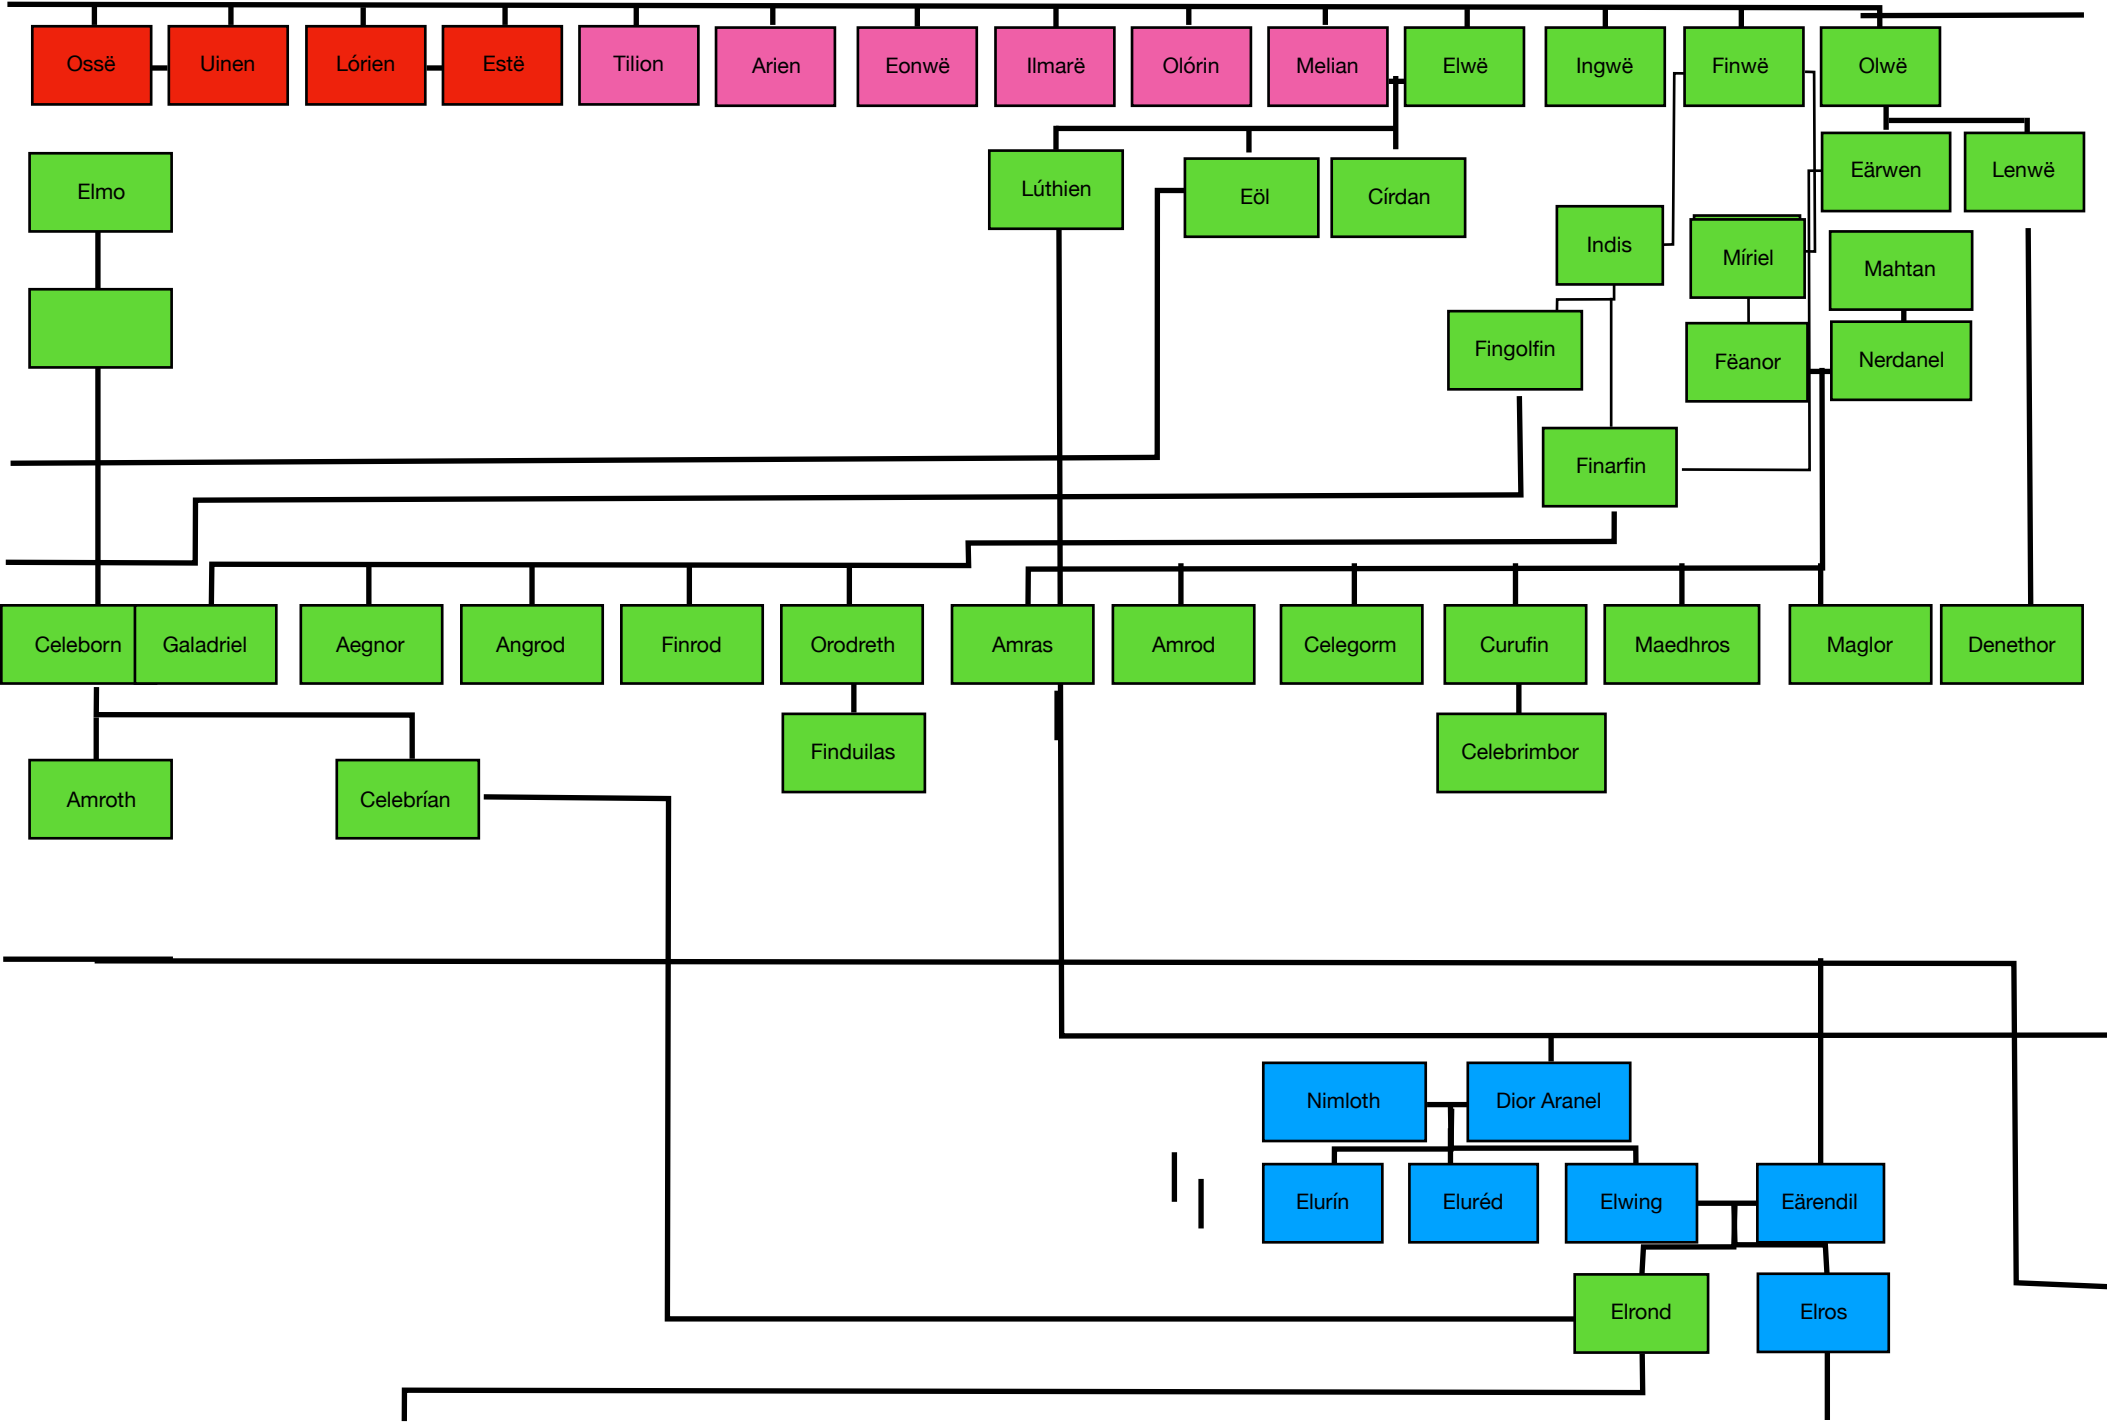 Ossë
Uinen
Lórien
Estë
Tilion
Arien
Eonwë
Ilmarë
Olórin
Melian
Elwë
Ingwë
Finwë
Olwë
Elmo
Lúthien
Eöl
Círdan
Eärwen
Lenwë
Indis
Míriel
Mahtan
Fingolfin
Fëanor
Nerdanel
Finarfin
Celeborn
Galadriel
Aegnor
Angrod
Finrod
Orodreth
Amras
Amrod
Celegorm
Curufin
Maedhros
Maglor
Denethor
Finduilas
Celebrimbor
Amroth
Celebrían
Nimloth
Dior Aranel
Elurín
Eluréd
Elwing
Eärendil
Elrond
Elros